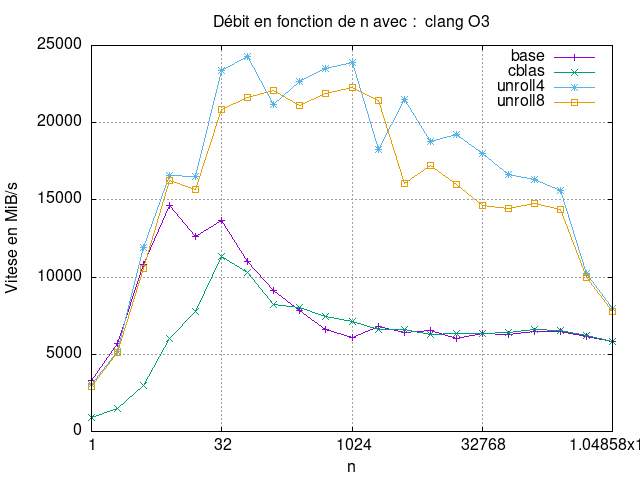 Débit en fonction de n avec : clang O3
25000
20000
15000
10000
5000
0
Vitese en MiB/s
base
cblas
unroll4
unroll8
1
32
1024
32768
1.04858x1
n